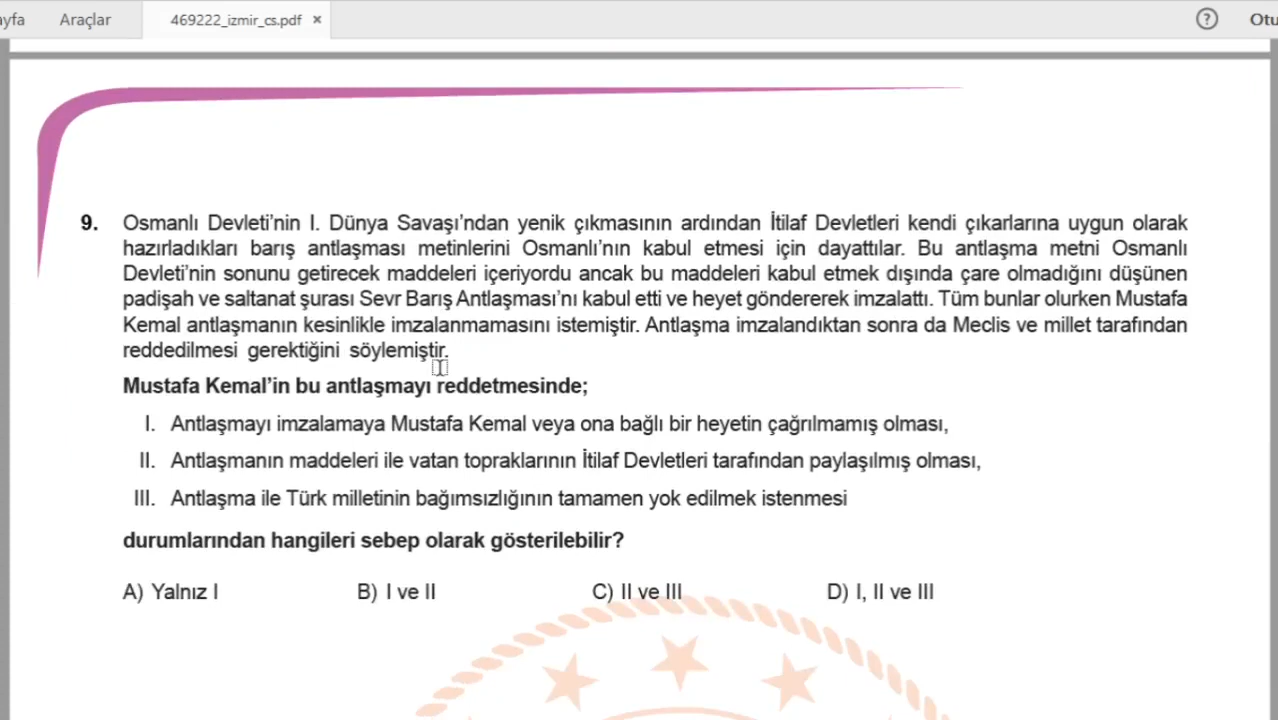 ayfa
Araçlar
469222_izmir_cs.pdf ×
?
Otu
9. Osmanlı Devleti’nin I. Dünya Savaşı’ndan yenik çıkmasının ardından İtilaf Devletleri kendi çıkarlarına uygun olarak
hazırladıkları barış antlaşması metinlerini Osmanlı’nın kabul etmesi için dayattılar. Bu antlaşma metni Osmanlı
Devleti’nin sonunu getirecek maddeleri içeriyordu ancak bu maddeleri kabul etmek dışında çare olmadığını düşünen
padişah ve saltanat şurası Sevr Barış Antlaşması’nı kabul etti ve heyet göndererek imzalattı. Tüm bunlar olurken Mustafa
Kemal antlaşmanın kesinlikle imzalanmamasını istemiştir. Antlaşma imzalandıktan sonra da Meclis ve millet tarafından
reddedilmesi gerektiğini söylemiştir.
Mustafa Kemal’in bu antlaşmayı reddetmesinde;
I. Antlaşmayı imzalamaya Mustafa Kemal veya ona bağlı bir heyetin çağrılmamış olması,
II. Antlaşmanın maddeleri ile vatan topraklarının İtilaf Devletleri tarafından paylaşılmış olması,
III. Antlaşma ile Türk milletinin bağımsızlığının tamamen yok edilmek istenmesi
durumlarından hangileri sebep olarak gösterilebilir?
A) Yalnız I B) I ve II C) II ve III D) I, II ve III